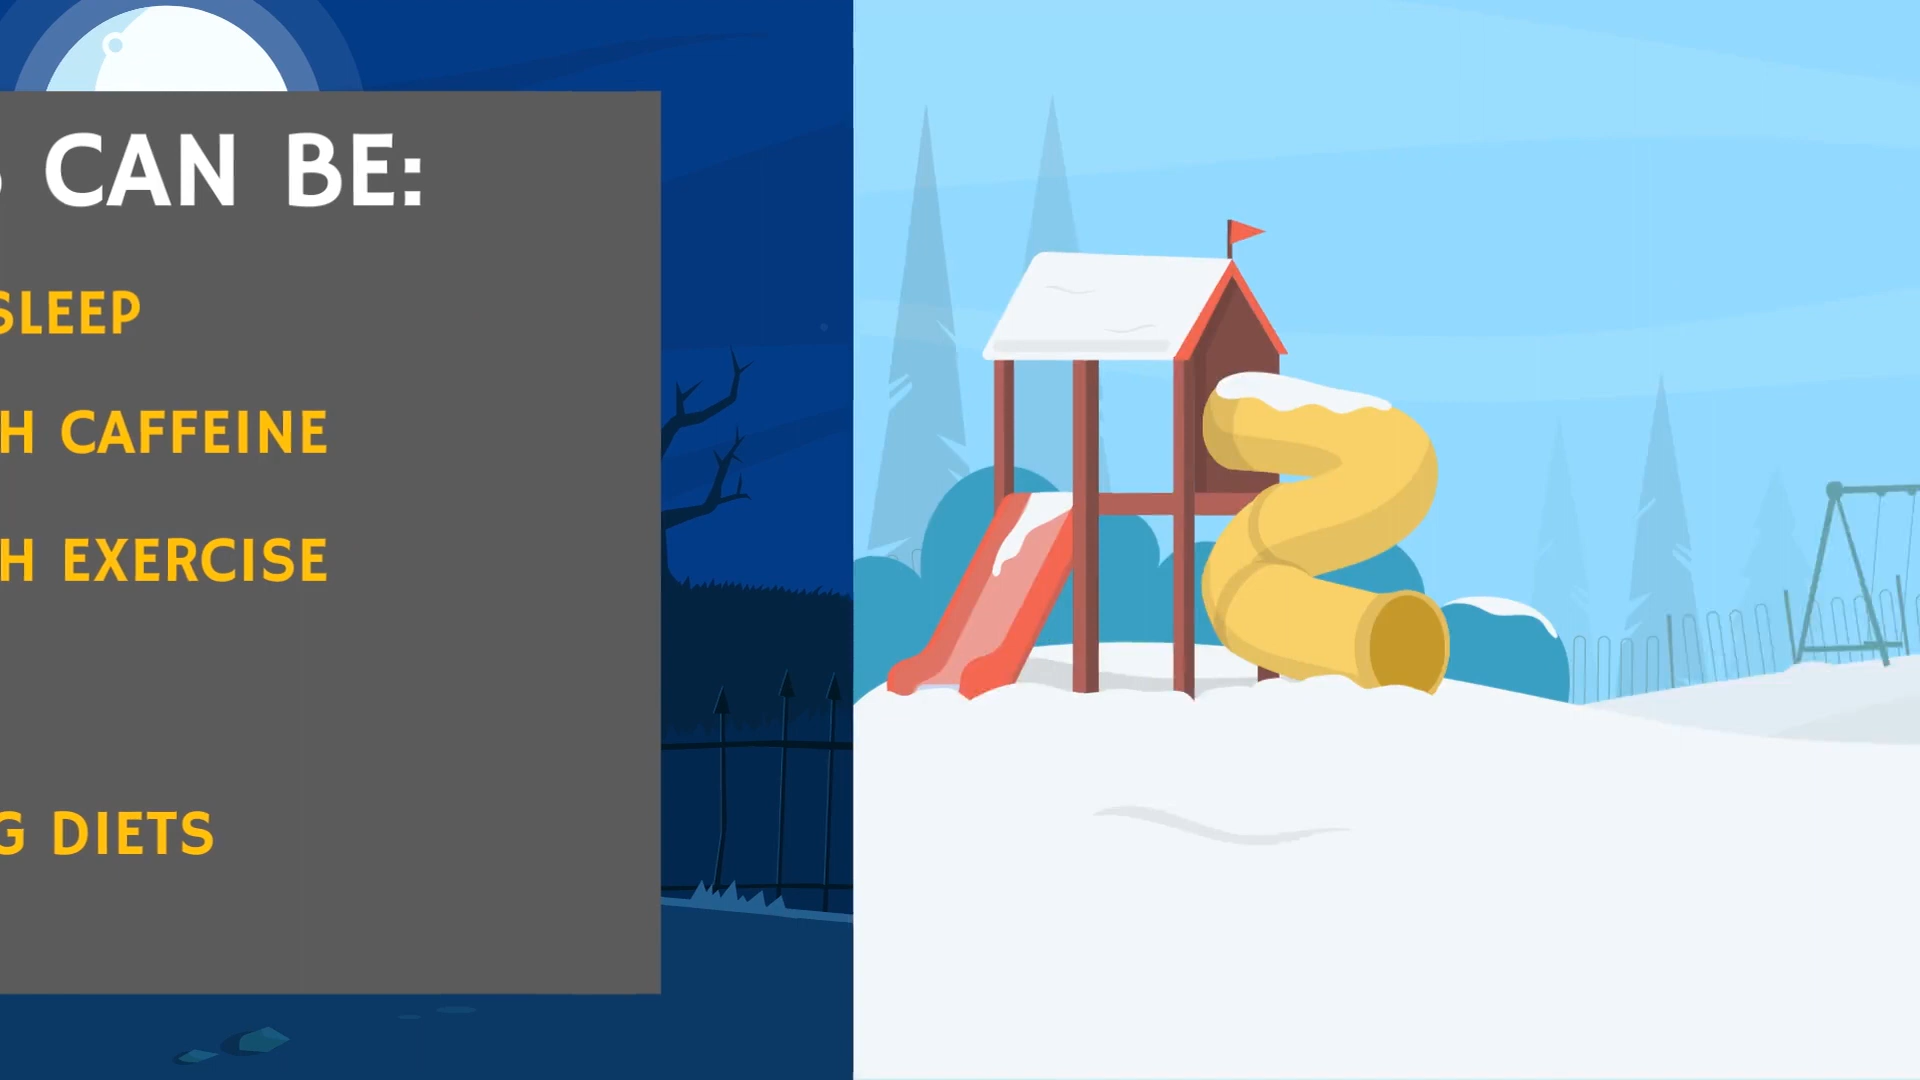 CAN BE:
SLEEP
H CAFFEINE
H EXERCISE
G DIETS